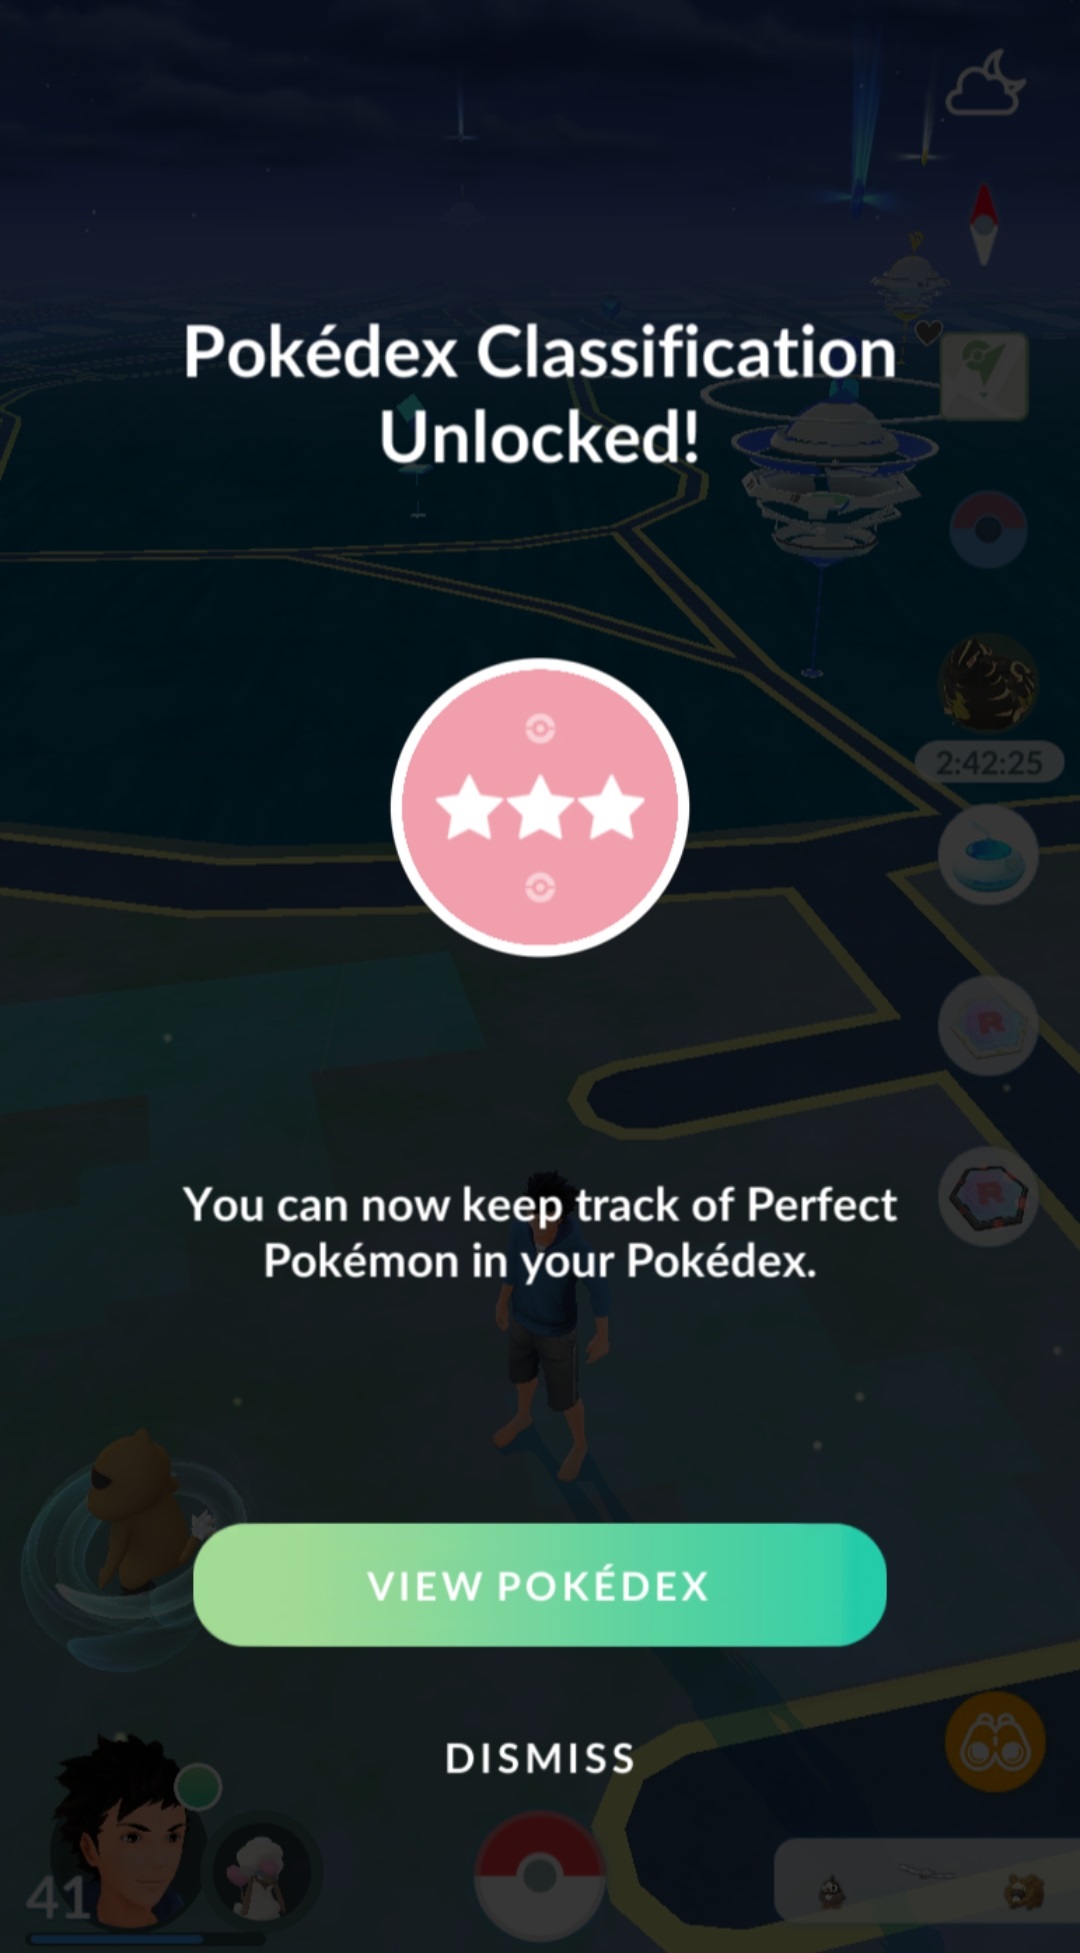 Pokédex Classification
Unlocked!
2:42:25
R
R
You can now keep track of Perfect
Pokémon in your Pokédex.
VIEW POKÉDEX
DISMISS
41